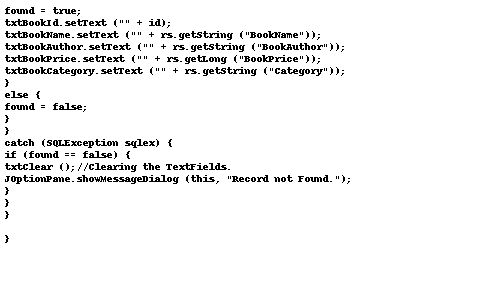 found = true;
txtBookId.setText ("" + id);
txtBookName.setText ("" + rs.getString ("BookName"));
txtBookAuthor.setText ("" + rs.getString ("BookAuthor"));
txtBookPrice.setText ("" + rs.getLong ("BookPrice"));
txtBookCategory.setText ("" + rs.getString ("Category"));
}
else {
found = false;
}
}
catch (SQLException sqlex) {
if (found == false) {
txtClear ();//Clearing the TextFields.
JOptionPane.showMessageDialog (this, "Record not Found.");
}
}
}
}